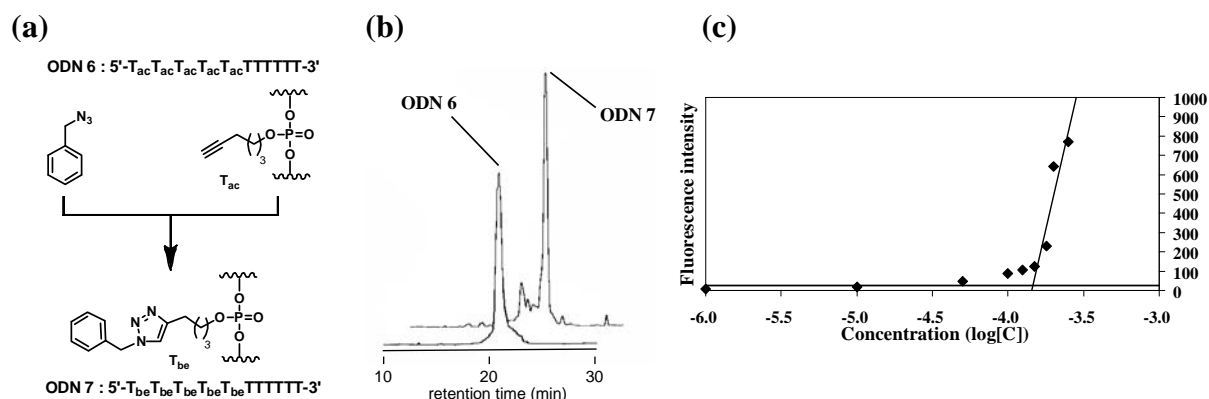 (a)
ODN 6 : 5'-TacTacTacTacTacTTTTTT-3'
N3
O
O-P=O
O
3
Tac
N=N
N
O
O-P=O
O
3
Tbe
ODN 7 : 5'-TbeTbeTbeTbeTbeTTTTTT-3'
(b)
ODN 6
ODN 7
10 20 30
retention time (min)
(c)
Fluorescence intensity
1000
900
800
700
600
500
400
300
200
100
0
-6.0 -5.5 -5.0 -4.5 -4.0 -3.5 -3.0
Concentration (log[C])